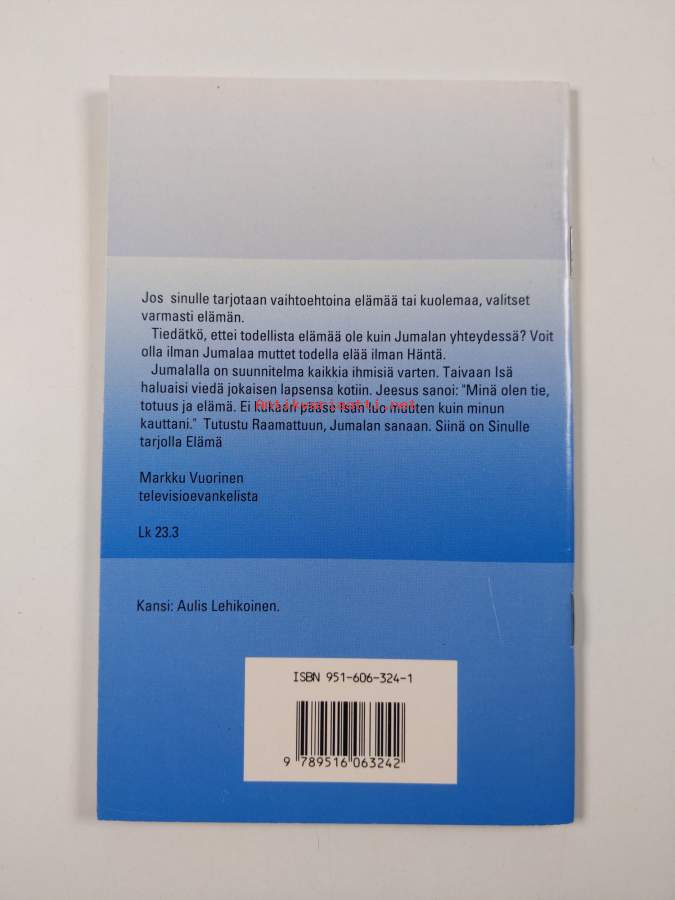 Jos sinulle tarjotaan vaihtoehtoina elämää tai kuolemaa, valitset
varmasti elämän.
Tiedätkö, ettei todellista elämää ole kuin Jumalan yhteydessä? Voit
olla ilman Jumalaa muttet todella elää ilman Häntä.
Jumalalla on suunnitelma kaikkia ihmisiä varten. Taivaan Isä
haluaisi viedä jokaisen lapsensa kotiin. Jeesus sanoi: "Minä olen tie,
totuus ja elämä. Ei kukaan pääse Isän luo muuten kuin minun
Antikvariaatti.net
kauttani." Tutustu Raamattuun, Jumalan sanaan. Siinä on Sinulle
tarjolla Elämä
Markku Vuorinen
televisioevankelista
Lk 23.3
Kansi: Aulis Lehikoinen.
ISBN 951-606-324-1
9 789516 063242